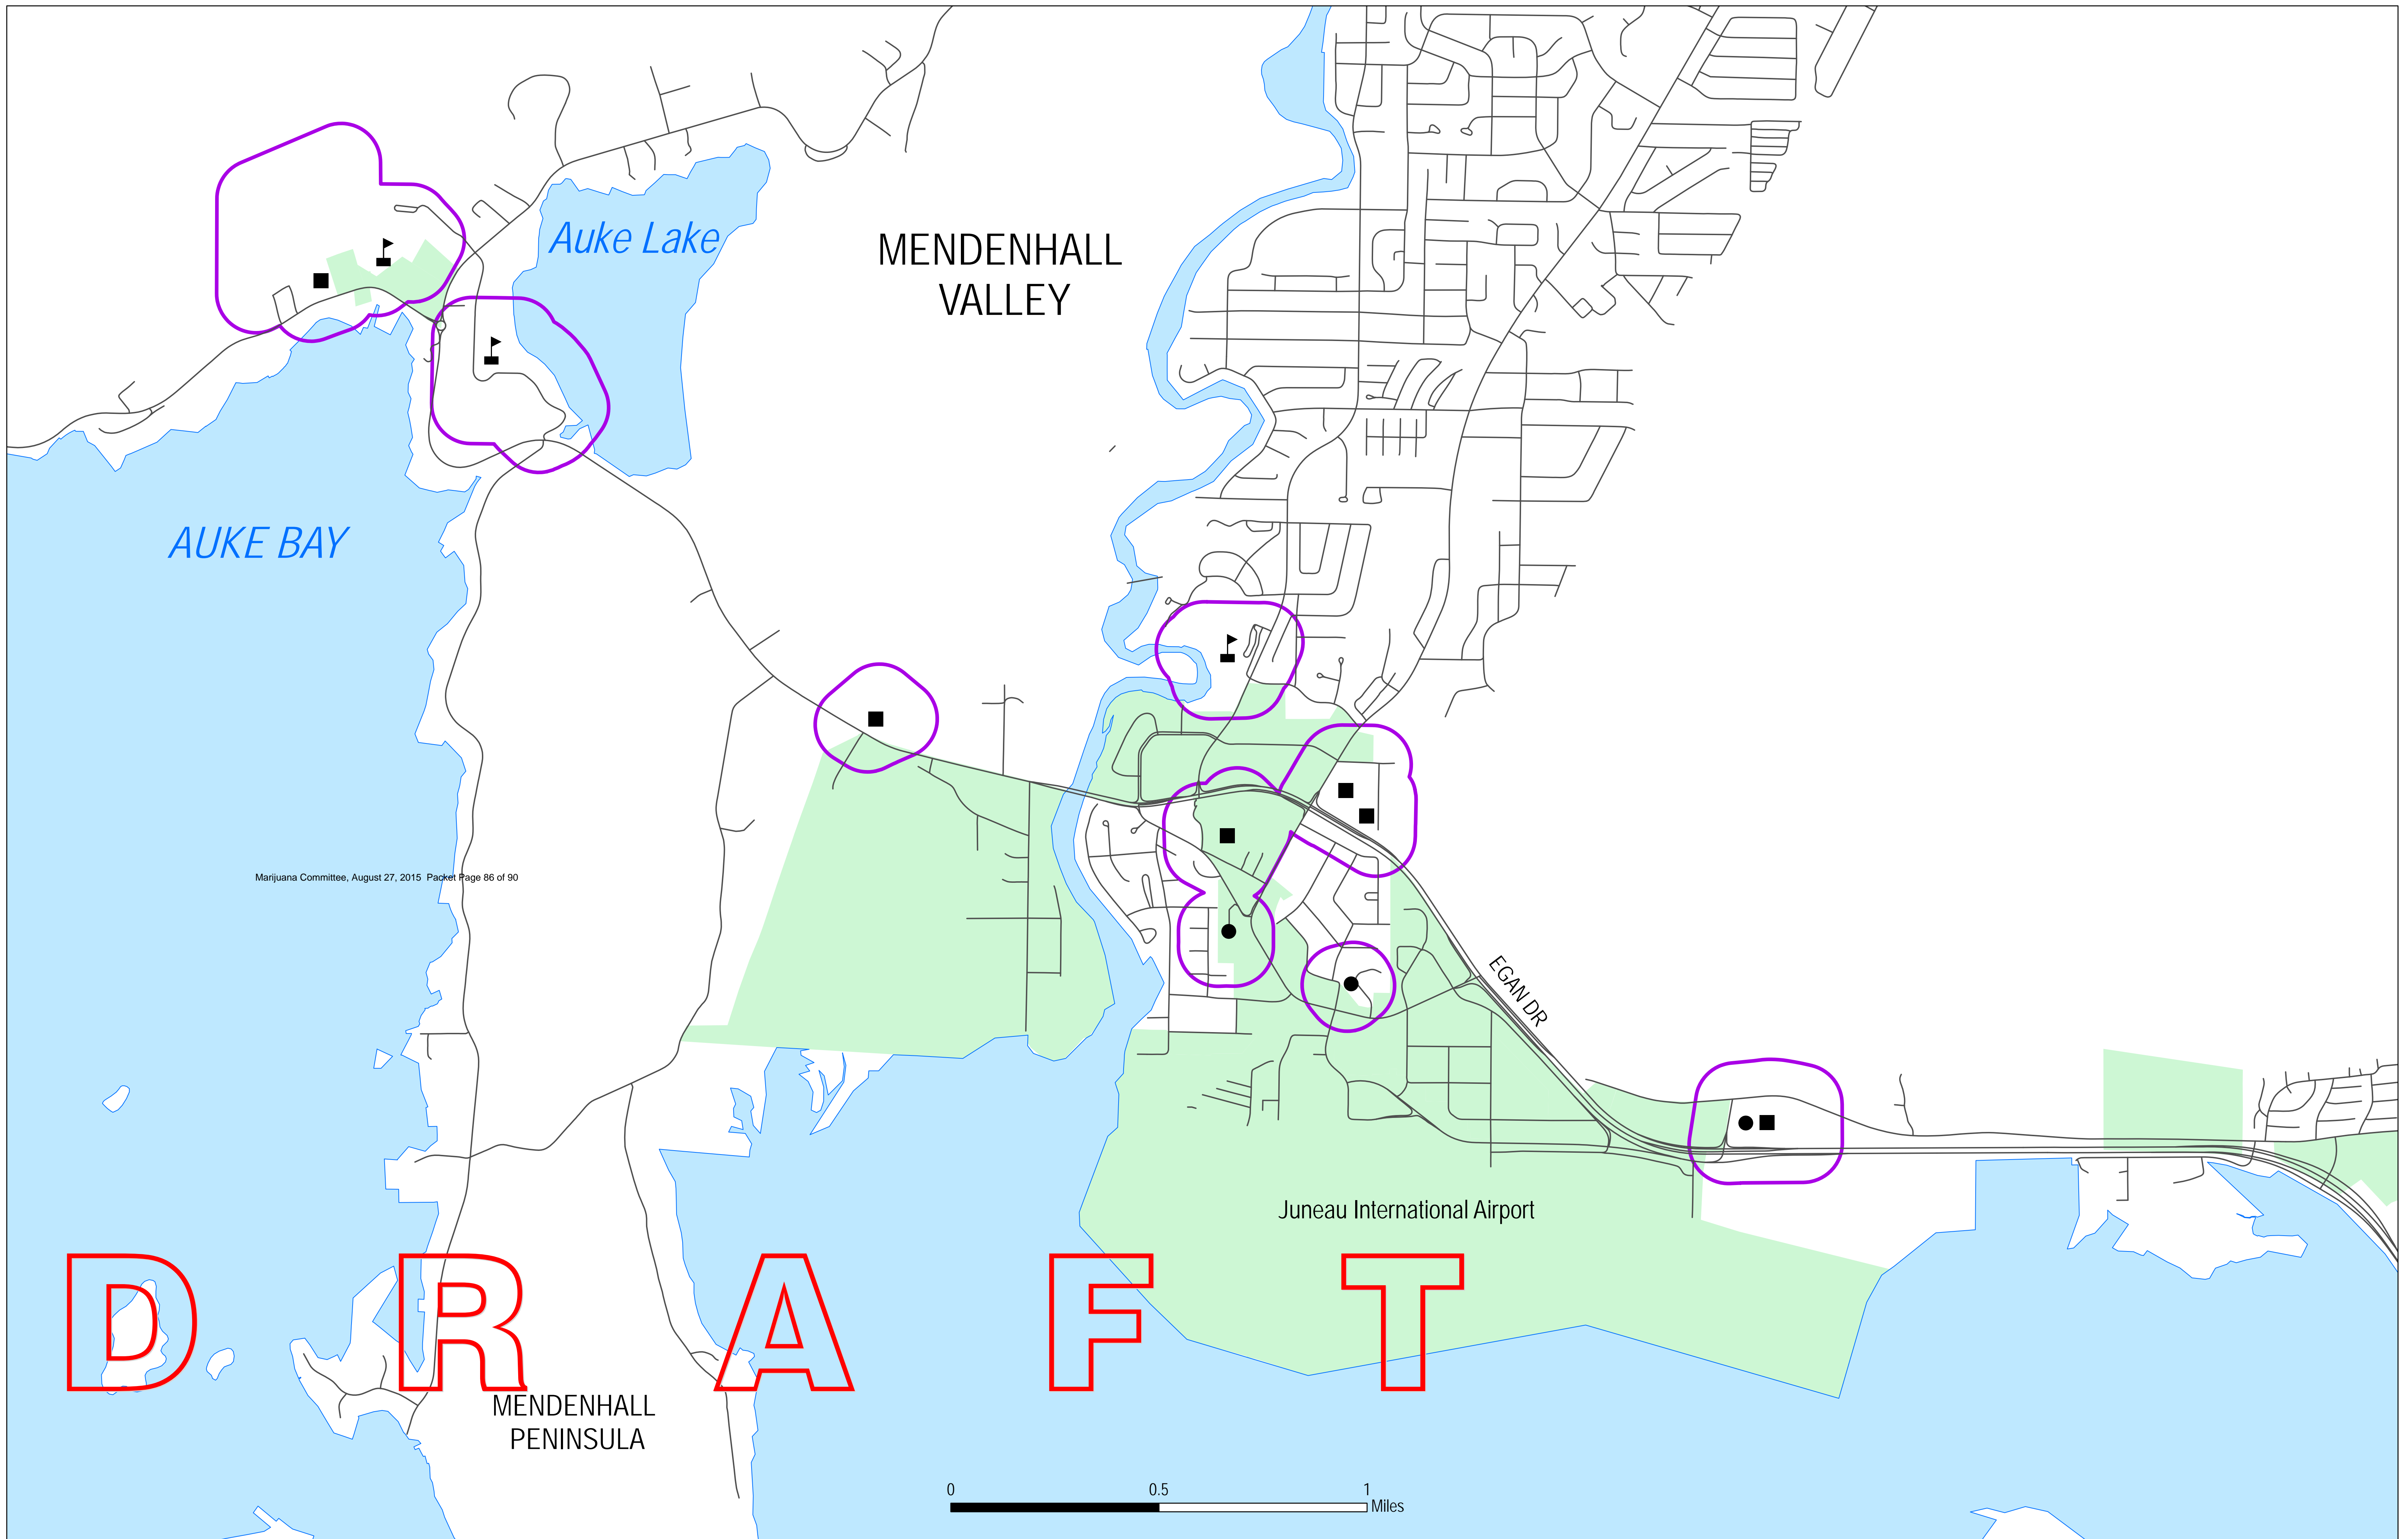 Auke Lake
MENDENHALL
VALLEY
AUKE BAY
Marijuana Committee, August 27, 2015 Packet Page 86 of 90
EGAN DR
Juneau International Airport
D R A F T
MENDENHALL
PENINSULA
0 0.5 1
Miles